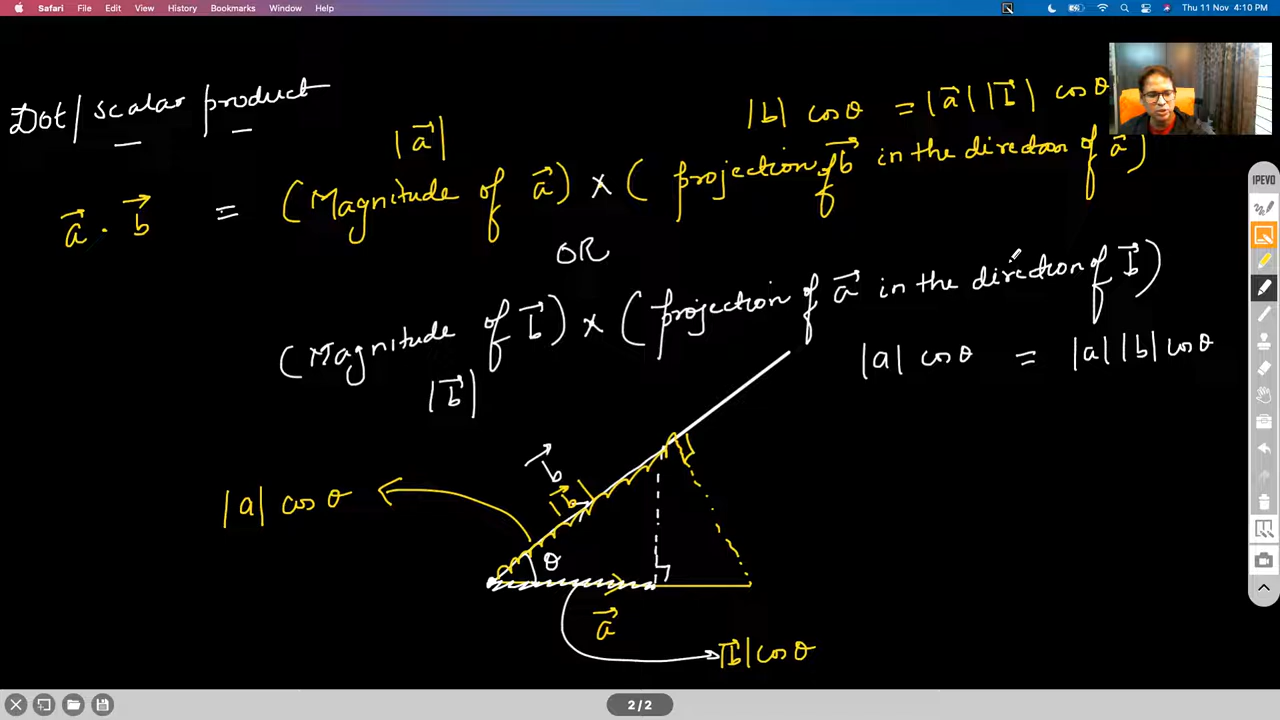 Safari File Edit View History Bookmarks Window Help Thu 11 Nov 4:10 PM
Dot/scalar product
|b| cos θ = |a⃗| |b⃗| cos θ
|a⃗|
a⃗ . b⃗ = (Magnitude of a⃗) × ( projection of b⃗ in the direction of a⃗ )
OR
(Magnitude of b⃗) × (projection of a⃗ in the direction of b⃗)
|b⃗|
|a| cos θ = |a| |b| cos θ
b⃗
|b⃗|
|a| cos θ
θ
a⃗
|b⃗| cos θ
IPEVO
2/2